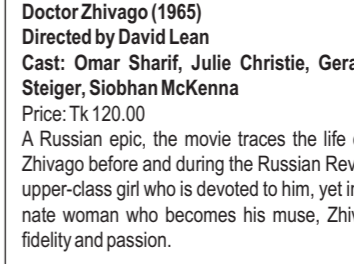 Doctor Zhivago (1965)
Directed by David Lean
Cast: Omar Sharif, Julie Christie, Gera
Steiger, Siobhan McKenna
Price: Tk 120.00
A Russian epic, the movie traces the life
Zhivago before and during the Russian Rev
upper-class girl who is devoted to him, yet in
nate woman who becomes his muse, Zhiv
fidelity and passion.